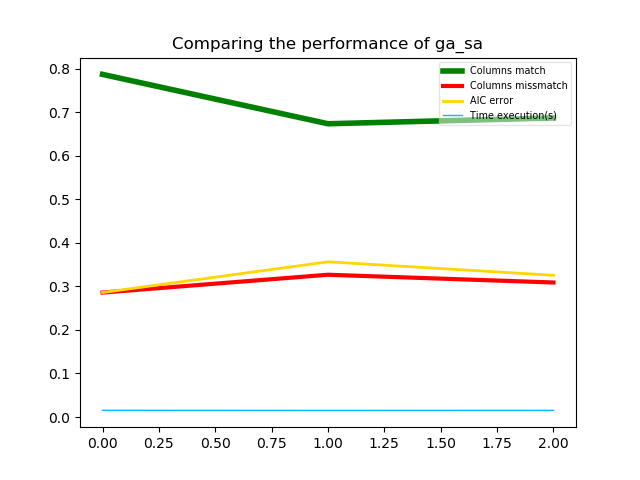 Comparing the performance of ga_sa
Columns match
Columns missmatch
AIC error
Time execution(s)
0.8
0.7
0.6
0.5
0.4
0.3
0.2
0.1
0.0
0.00 0.25 0.50 0.75 1.00 1.25 1.50 1.75 2.00